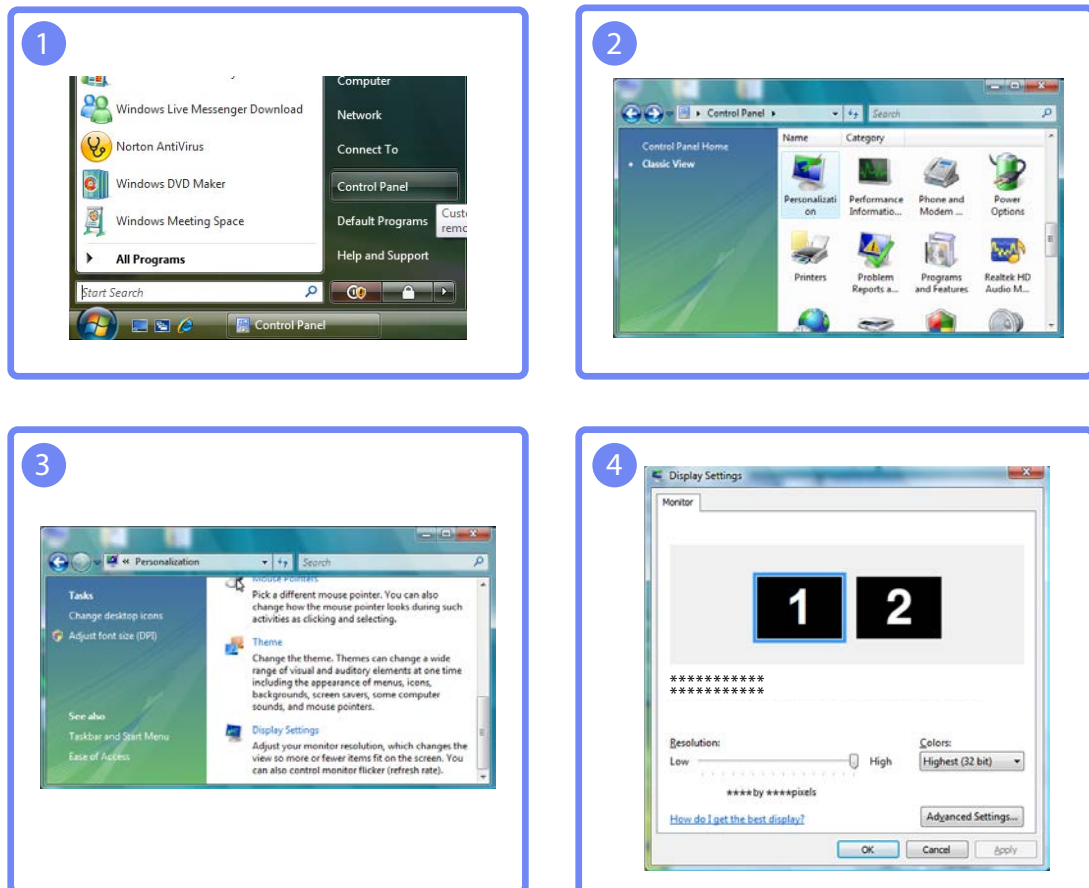 1
Computer
Windows Live Messenger Download
Network
Norton AntiVirus
Connect To
Windows DVD Maker
Control Panel
Windows Meeting Space
Default Programs
Cust
remo
All Programs
Help and Support
Start Search
Control Panel
2
Control Panel
Search
Control Panel Home
Classic View
Name Category
Personalizati
on
Performance
Informatio...
Phone and
Modem ...
Power
Options
Printers
Problem
Reports a...
Programs
and Features
Realtek HD
Audio M...
3
« Personalization
Search
Tasks
Change desktop icons
Adjust font size (DPI)
See also
Taskbar and Start Menu
Ease of Access
Mouse Pointers
Pick a different mouse pointer. You can also
change how the mouse pointer looks during such
activities as clicking and selecting.
Theme
Change the theme. Themes can change a wide
range of visual and auditory elements at one time
including the appearance of menus, icons,
backgrounds, screen savers, some computer
sounds, and mouse pointers.
Display Settings
Adjust your monitor resolution, which changes the
view so more or fewer items fit on the screen. You
can also control monitor flicker (refresh rate).
4
Display Settings
Monitor
1 2
***********
***********
Resolution:
Low High
****by ****pixels
Colors:
Highest (32 bit)
How do I get the best display?
Advanced Settings...
OK Cancel Apply